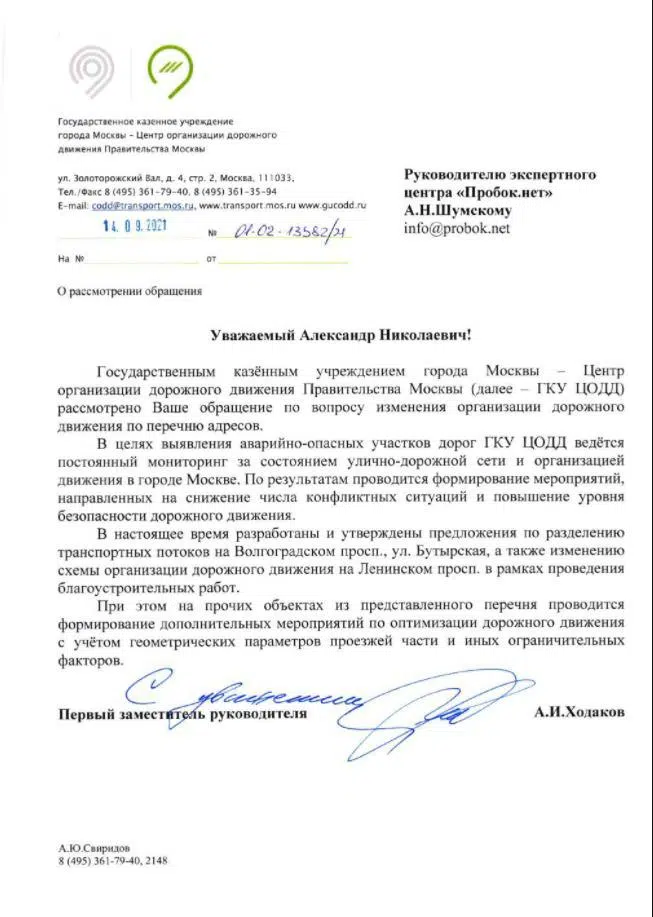 Государственное казенное учреждение
города Москвы – Центр организации дорожного
движения Правительства Москвы
ул. Золоторожский Вал, д. 4, стр. 2, Москва, 111033,
Тел./Факс 8 (495) 361-79-40, 8 (495) 361-35-94
E-mail: codd@transport.mos.ru, www.transport.mos.ru www.gucodd.ru
14.09.2021 № 01-02-13582/21
На № от
Руководителю экспертного
центра «Пробок.нет»
А.Н.Шумскому
info@probok.net
О рассмотрении обращения
Уважаемый Александр Николаевич!
Государственным казённым учреждением города Москвы – Центр
организации дорожного движения Правительства Москвы (далее – ГКУ ЦОДД)
рассмотрено Ваше обращение по вопросу изменения организации дорожного
движения по перечню адресов.
В целях выявления аварийно-опасных участков дорог ГКУ ЦОДД ведётся
постоянный мониторинг за состоянием улично-дорожной сети и организацией
движения в городе Москве. По результатам проводится формирование мероприятий,
направленных на снижение числа конфликтных ситуаций и повышение уровня
безопасности дорожного движения.
В настоящее время разработаны и утверждены предложения по разделению
транспортных потоков на Волгоградском просп., ул. Бутырская, а также изменению
схемы организации дорожного движения на Ленинском просп. в рамках проведения
благоустроительных работ.
При этом на прочих объектах из представленного перечня проводится
формирование дополнительных мероприятий по оптимизации дорожного движения
с учётом геометрических параметров проезжей части и иных ограничительных
факторов.
С уважением
Первый заместитель руководителя А.И.Ходаков
А.Ю.Свиридов
8 (495) 361-79-40, 2148